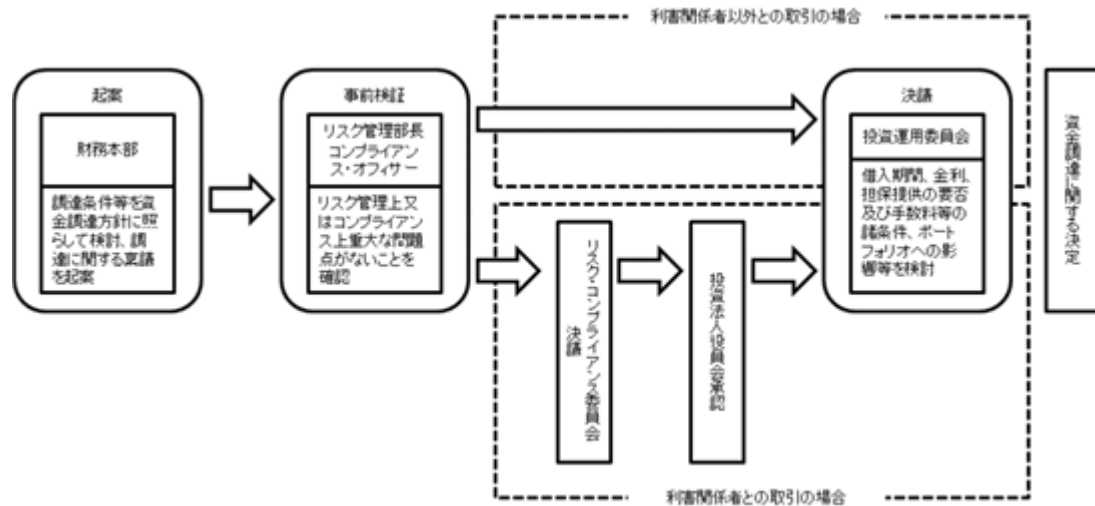 利害関係者以外との取引の場合
起案
財務本部
調達条件等を資
金調達方針に照
らして検討、調
達に関する稟議
を起案
事前検証
リスク管理部長
コンプライアン
ス・オフィサー
リスク管理上又
はコンプライアン
ス上重大な問題
点がないことを
確認
リスク・コンプライアンス委員会
決議
投資法人役員会承認
決議
投資運用委員会
借入期間、金利、
担保提供の要否
及び手数料等の
諸条件、ポート
フォリオへの影
響等を検討
資金調達に関する決定
利害関係者との取引の場合